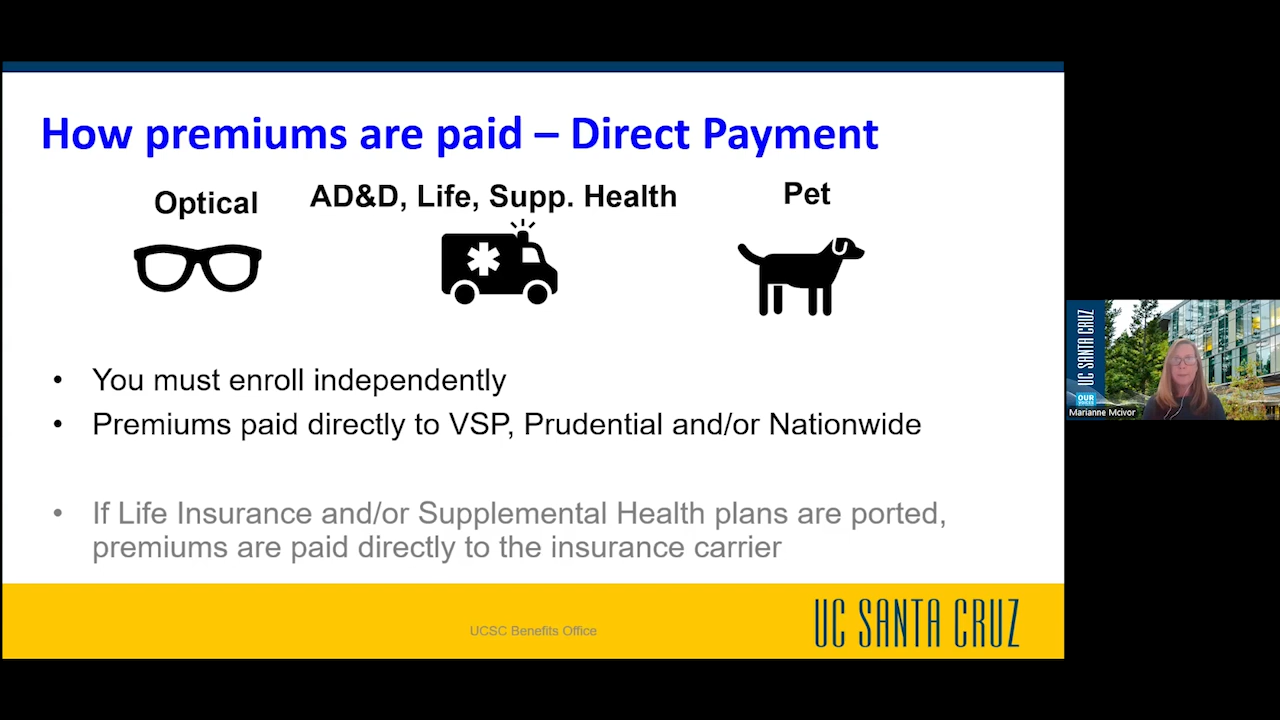 How premiums are paid – Direct Payment
Optical
AD&D, Life, Supp. Health
Pet
• You must enroll independently
• Premiums paid directly to VSP, Prudential and/or Nationwide
• If Life Insurance and/or Supplemental Health plans are ported,
premiums are paid directly to the insurance carrier
UCSC Benefits Office
UC SANTA CRUZ
UC SANTA CRUZ
OUR
Marianne Mcivor